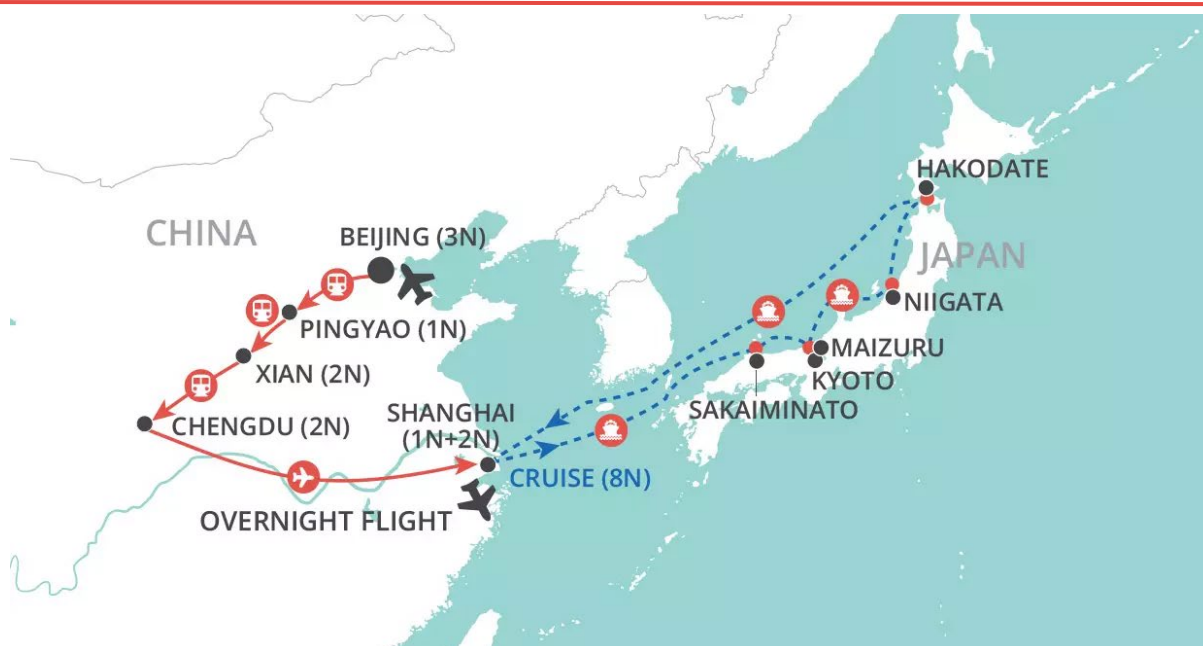 CHINA
BEIJING (3N)
PINGYAO (1N)
XIAN (2N)
CHENGDU (2N)
SHANGHAI
(1N+2N)
OVERNIGHT FLIGHT
CRUISE (8N)
HAKODATE
JAPAN
NIIGATA
MAIZURU
KYOTO
SAKAIMINATO